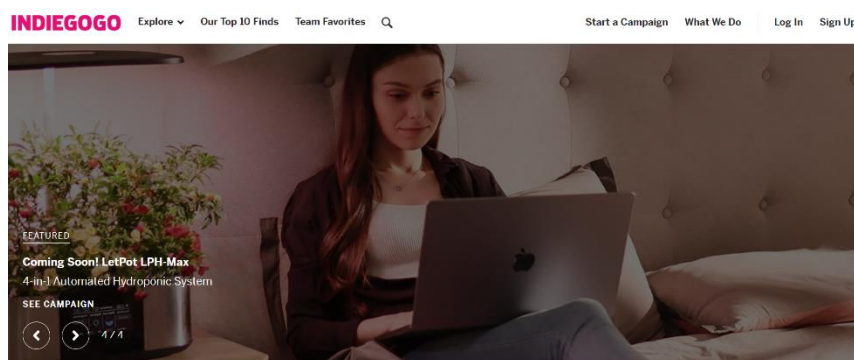 INDIEGOGO Explore Our Top 10 Finds Team Favorites Start a Campaign What We Do Log In Sign Up
FEATURED
Coming Soon! LetPot LPH-Max
4-in-1 Automated Hydroponic System
SEE CAMPAIGN
4/4